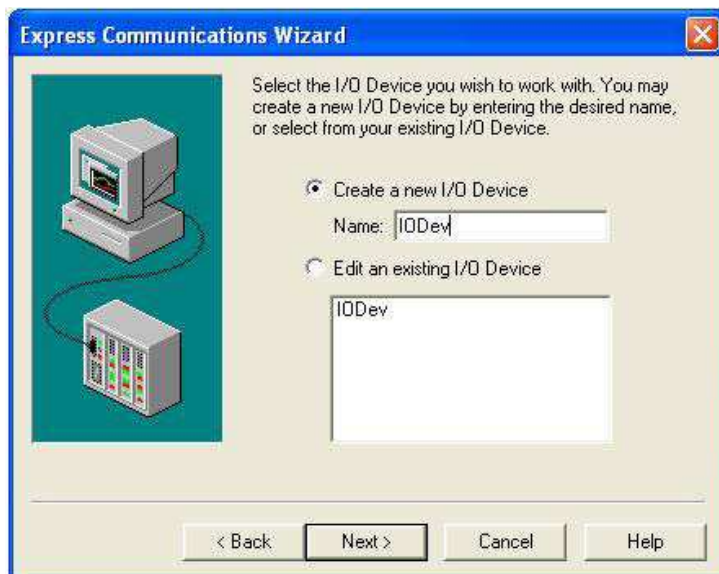 Express Communications Wizard
Select the I/O Device you wish to work with. You may
create a new I/O Device by entering the desired name,
or select from your existing I/O Device.
Create a new I/O Device
Name: IODev
Edit an existing I/O Device
IODev
< Back
Next >
Cancel
Help